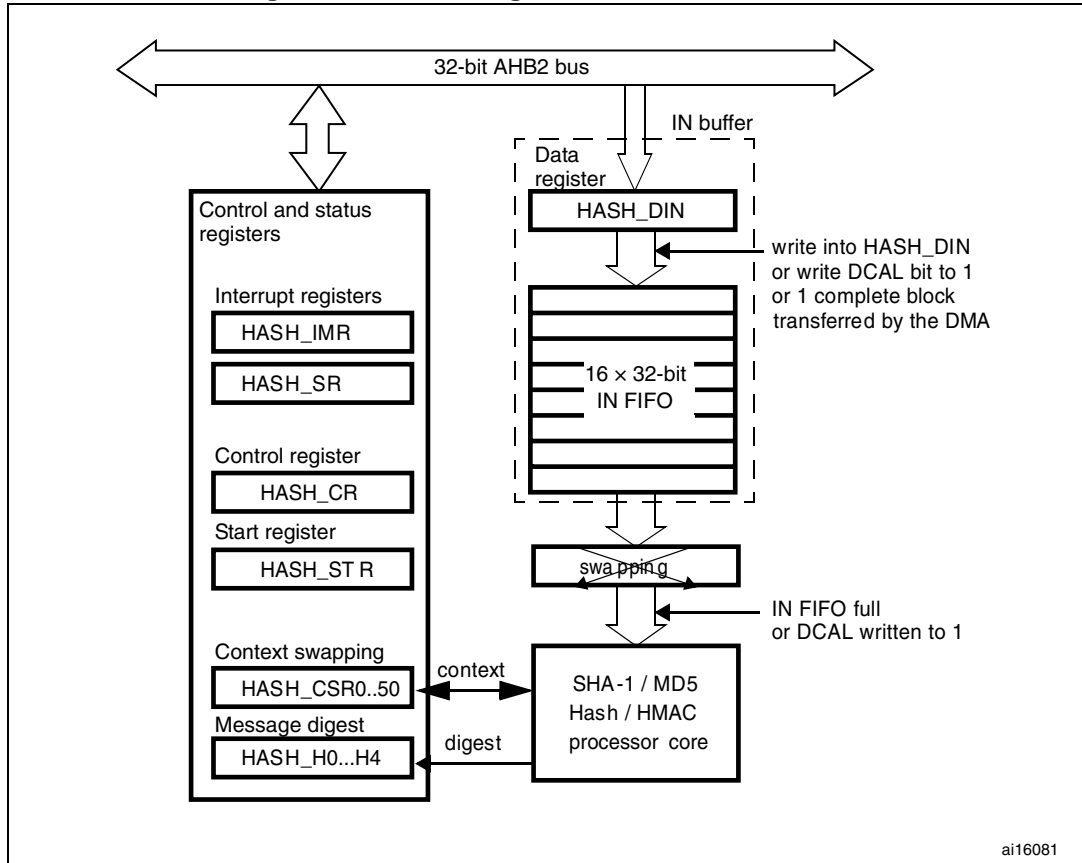 32-bit AHB2 bus
IN buffer
Data
register
HASH_DIN
write into HASH_DIN
or write DCAL bit to 1
or 1 complete block
transferred by the DMA
16 × 32-bit
IN FIFO
swapping
IN FIFO full
or DCAL written to 1
SHA-1 / MD5
Hash / HMAC
processor core
Control and status
registers
Interrupt registers
HASH_IMR
HASH_SR
Control register
HASH_CR
Start register
HASH_STR
Context swapping
HASH_CSR0..50
context
Message digest
HASH_H0...H4
digest
ai16081